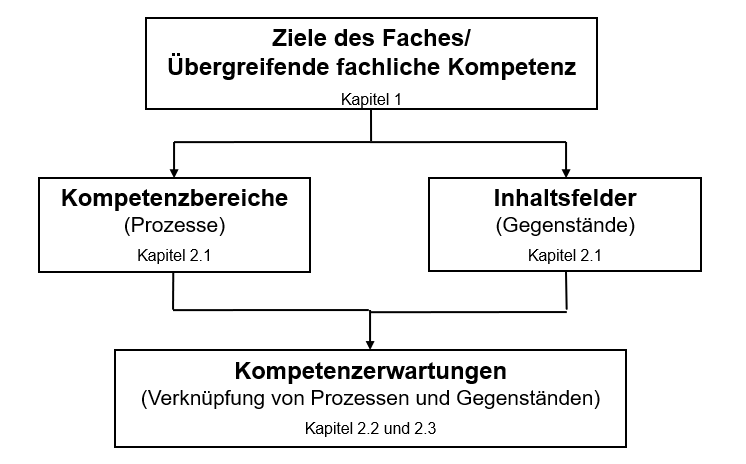 Ziele des Faches/
Übergreifende fachliche Kompetenz
Kapitel 1
Kompetenzbereiche
(Prozesse)
Kapitel 2.1
Inhaltsfelder
(Gegenstände)
Kapitel 2.1
Kompetenzerwartungen
(Verknüpfung von Prozessen und Gegenständen)
Kapitel 2.2 und 2.3